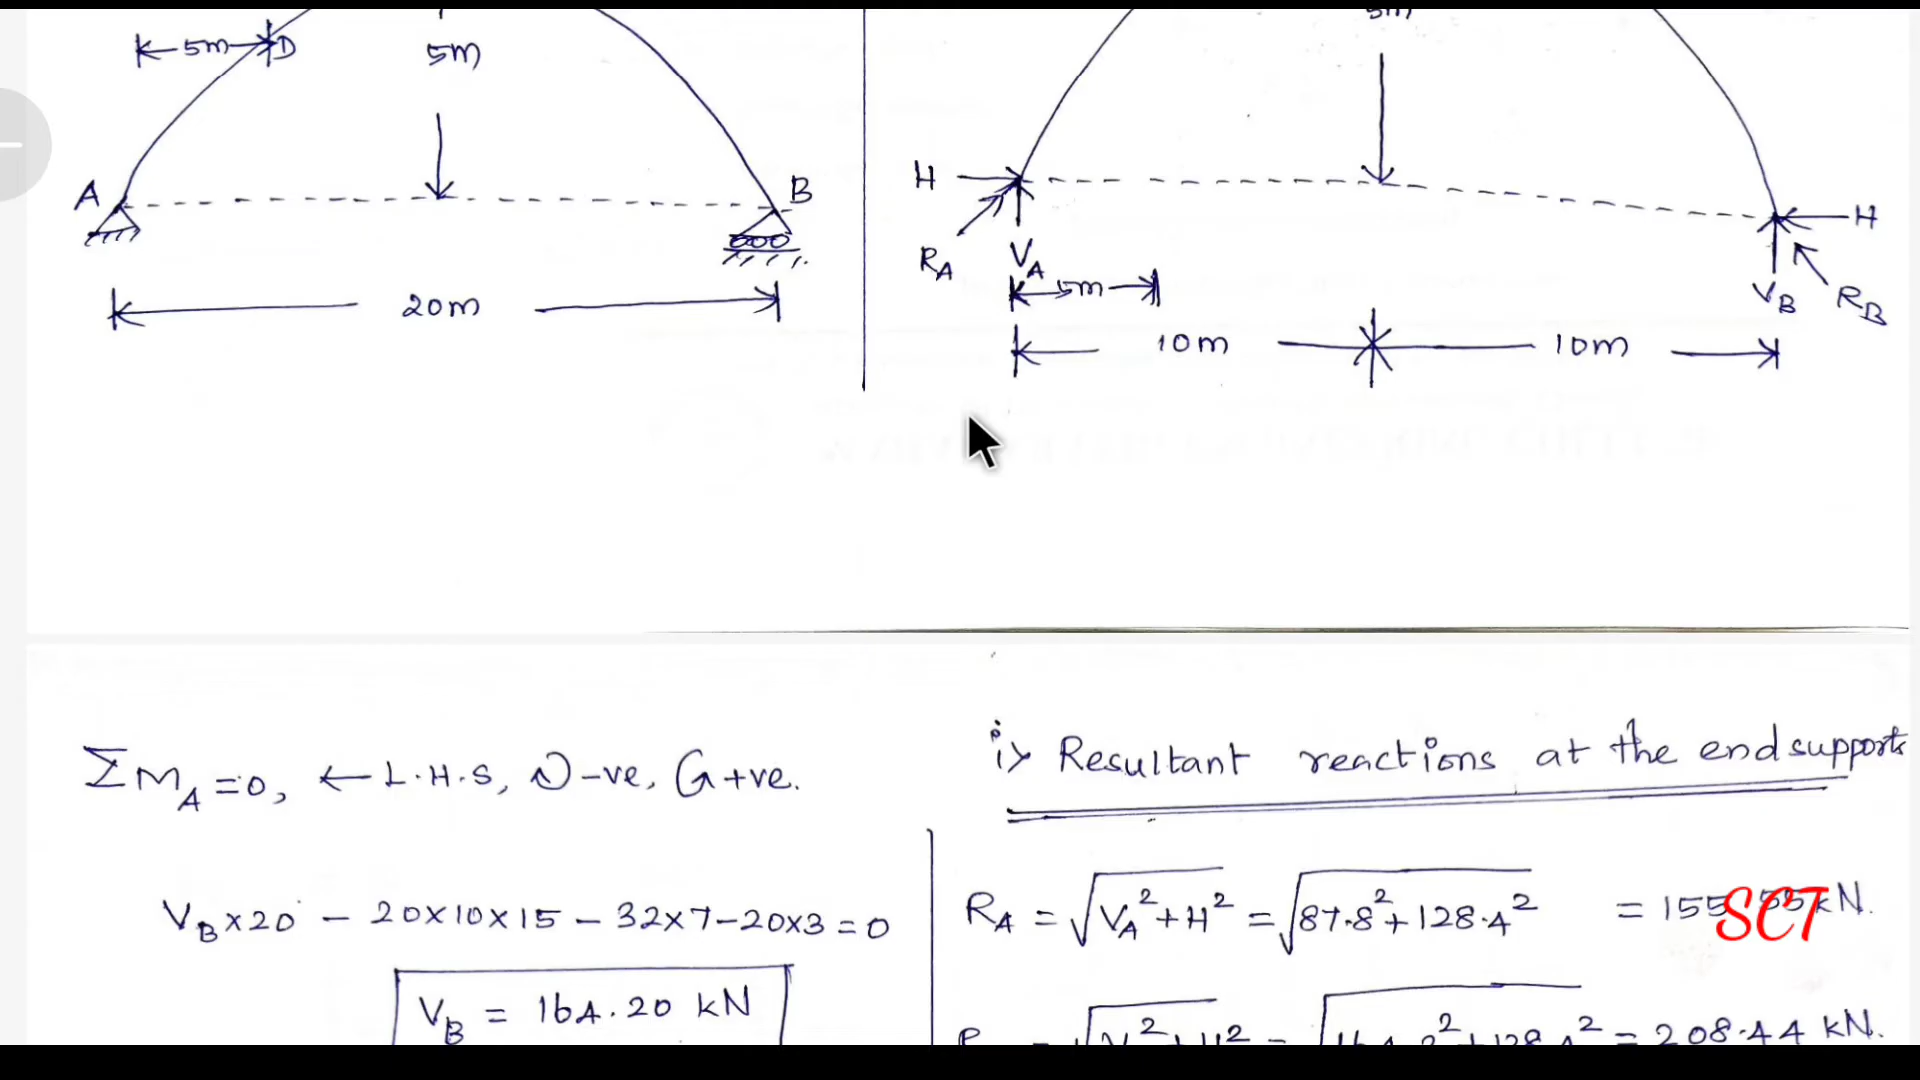 5m
D
5m
A
B
20m
5m
H
H
RA
VA
5m
VB
RB
10m
10m
ΣMA=0, ← L.H.S, ↻-ve, ↺+ve.
VB×20 - 20×10×15 - 32×7-20×3=0
VB = 164.20 kN
i> Resultant reactions at the end supports
RA = √VA²+H² = √87.8²+128.4² = 155.55kN.
SCT
= 208.44 kN.